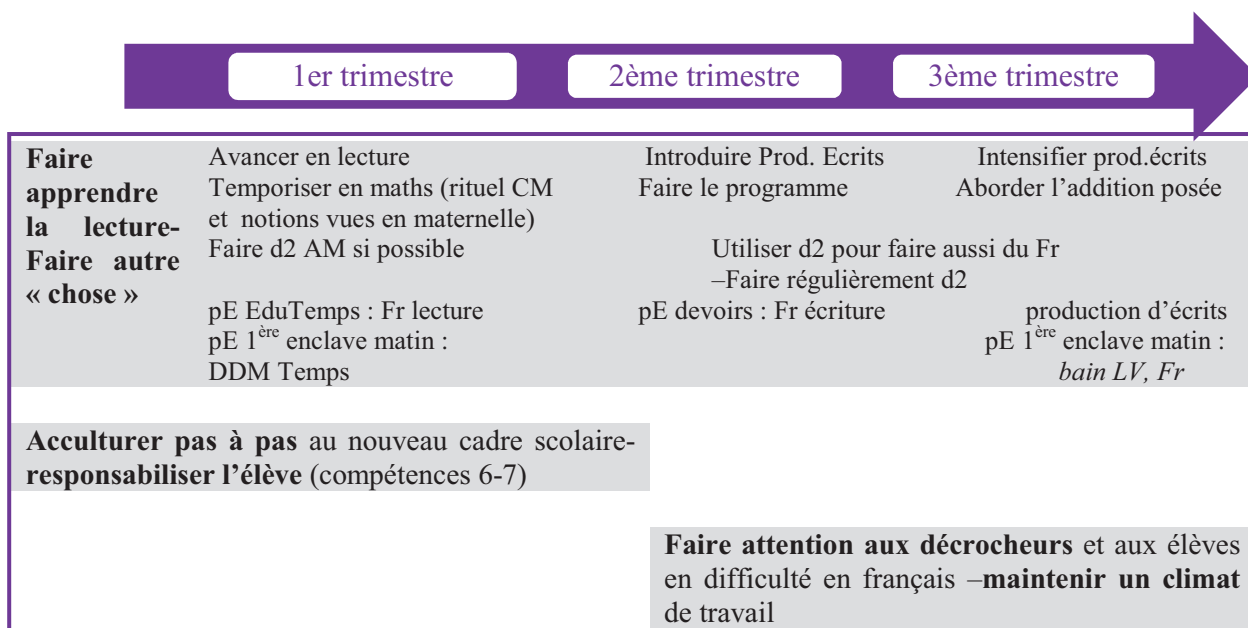 1er trimestre 2ème trimestre 3ème trimestre
Faire apprendre la lecture- Faire autre « chose »
Avancer en lecture
Temporiser en maths (rituel CM
et notions vues en maternelle)
Faire d2 AM si possible
pE EduTemps : Fr lecture
pE 1ère enclave matin :
DDM Temps
Introduire Prod. Ecrits
Faire le programme
Intensifier prod.écrits
Aborder l’addition posée
Utiliser d2 pour faire aussi du Fr
–Faire régulièrement d2
pE devoirs : Fr écriture
production d’écrits
pE 1ère enclave matin :
bain LV, Fr
Acculturer pas à pas au nouveau cadre scolaire-
responsabiliser l’élève (compétences 6-7)
Faire attention aux décrocheurs et aux élèves
en difficulté en français –maintenir un climat
de travail